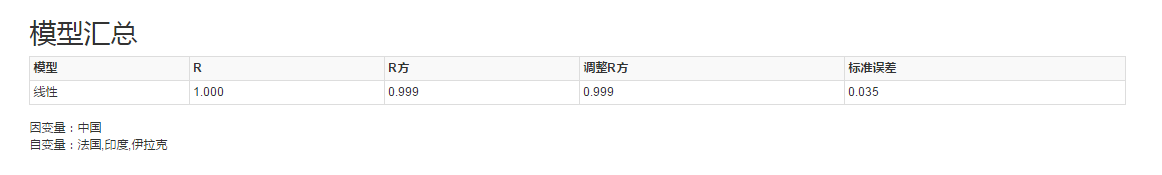 模型汇总
模型 R R方 调整R方 标准误差
线性 1.000 0.999 0.999 0.035
因变量：中国
自变量：法国,印度,伊拉克